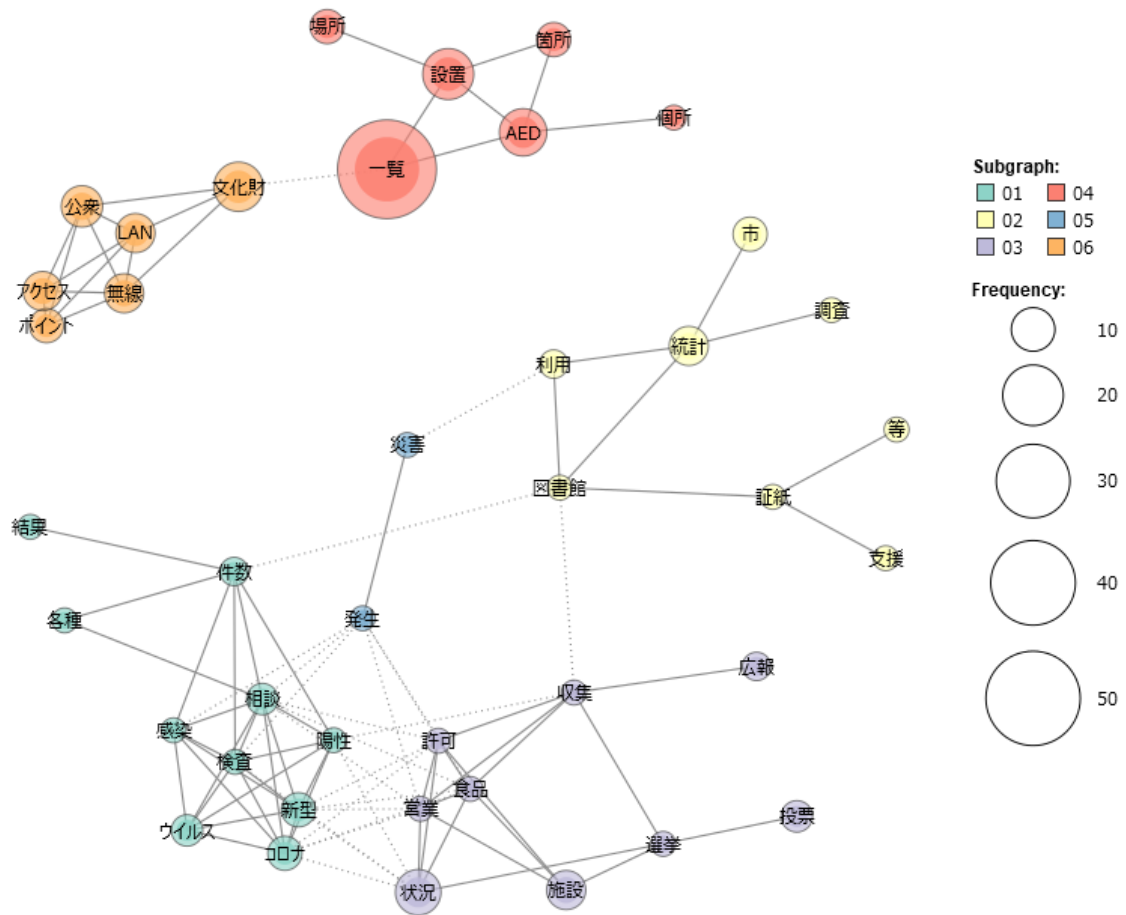 場所
箇所
設置
個所
AED
一覧
文化財
公衆
LAN
アクセス
無線
ポイント
Subgraph:
01
04
02
05
03
06
Frequency:
10
20
30
40
50
市
調査
統計
利用
災害
等
図書館
証紙
結果
支援
件数
各種
発生
広報
収集
相談
感染
陽性
許可
検査
食品
営業
新型
投票
ウイルス
選挙
コロナ
状況
施設